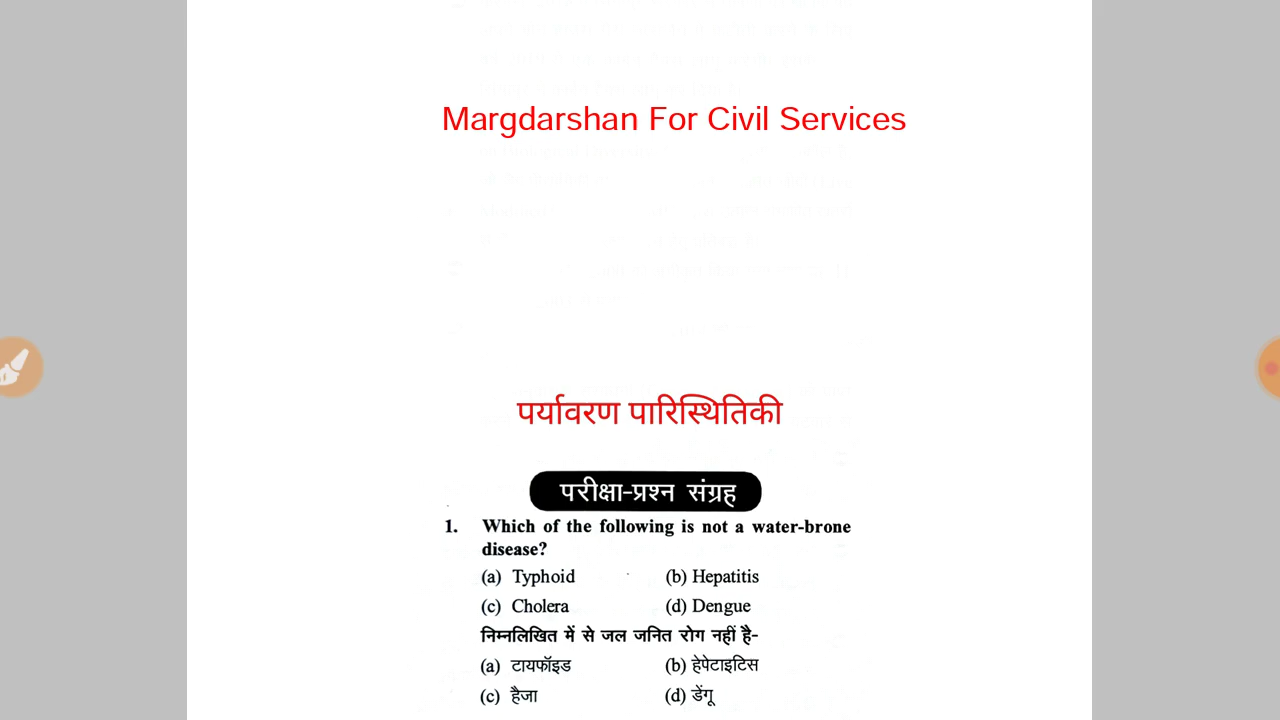 Margdarshan For Civil Services
पर्यावरण पारिस्थितिकी
परीक्षा-प्रश्न संग्रह
1. Which of the following is not a water-brone
disease?
(a) Typhoid (b) Hepatitis
(c) Cholera (d) Dengue
निम्नलिखित में से जल जनित रोग नहीं है-
(a) टायफॉइड (b) हेपेटाइटिस
(c) हैजा (d) डेंगू